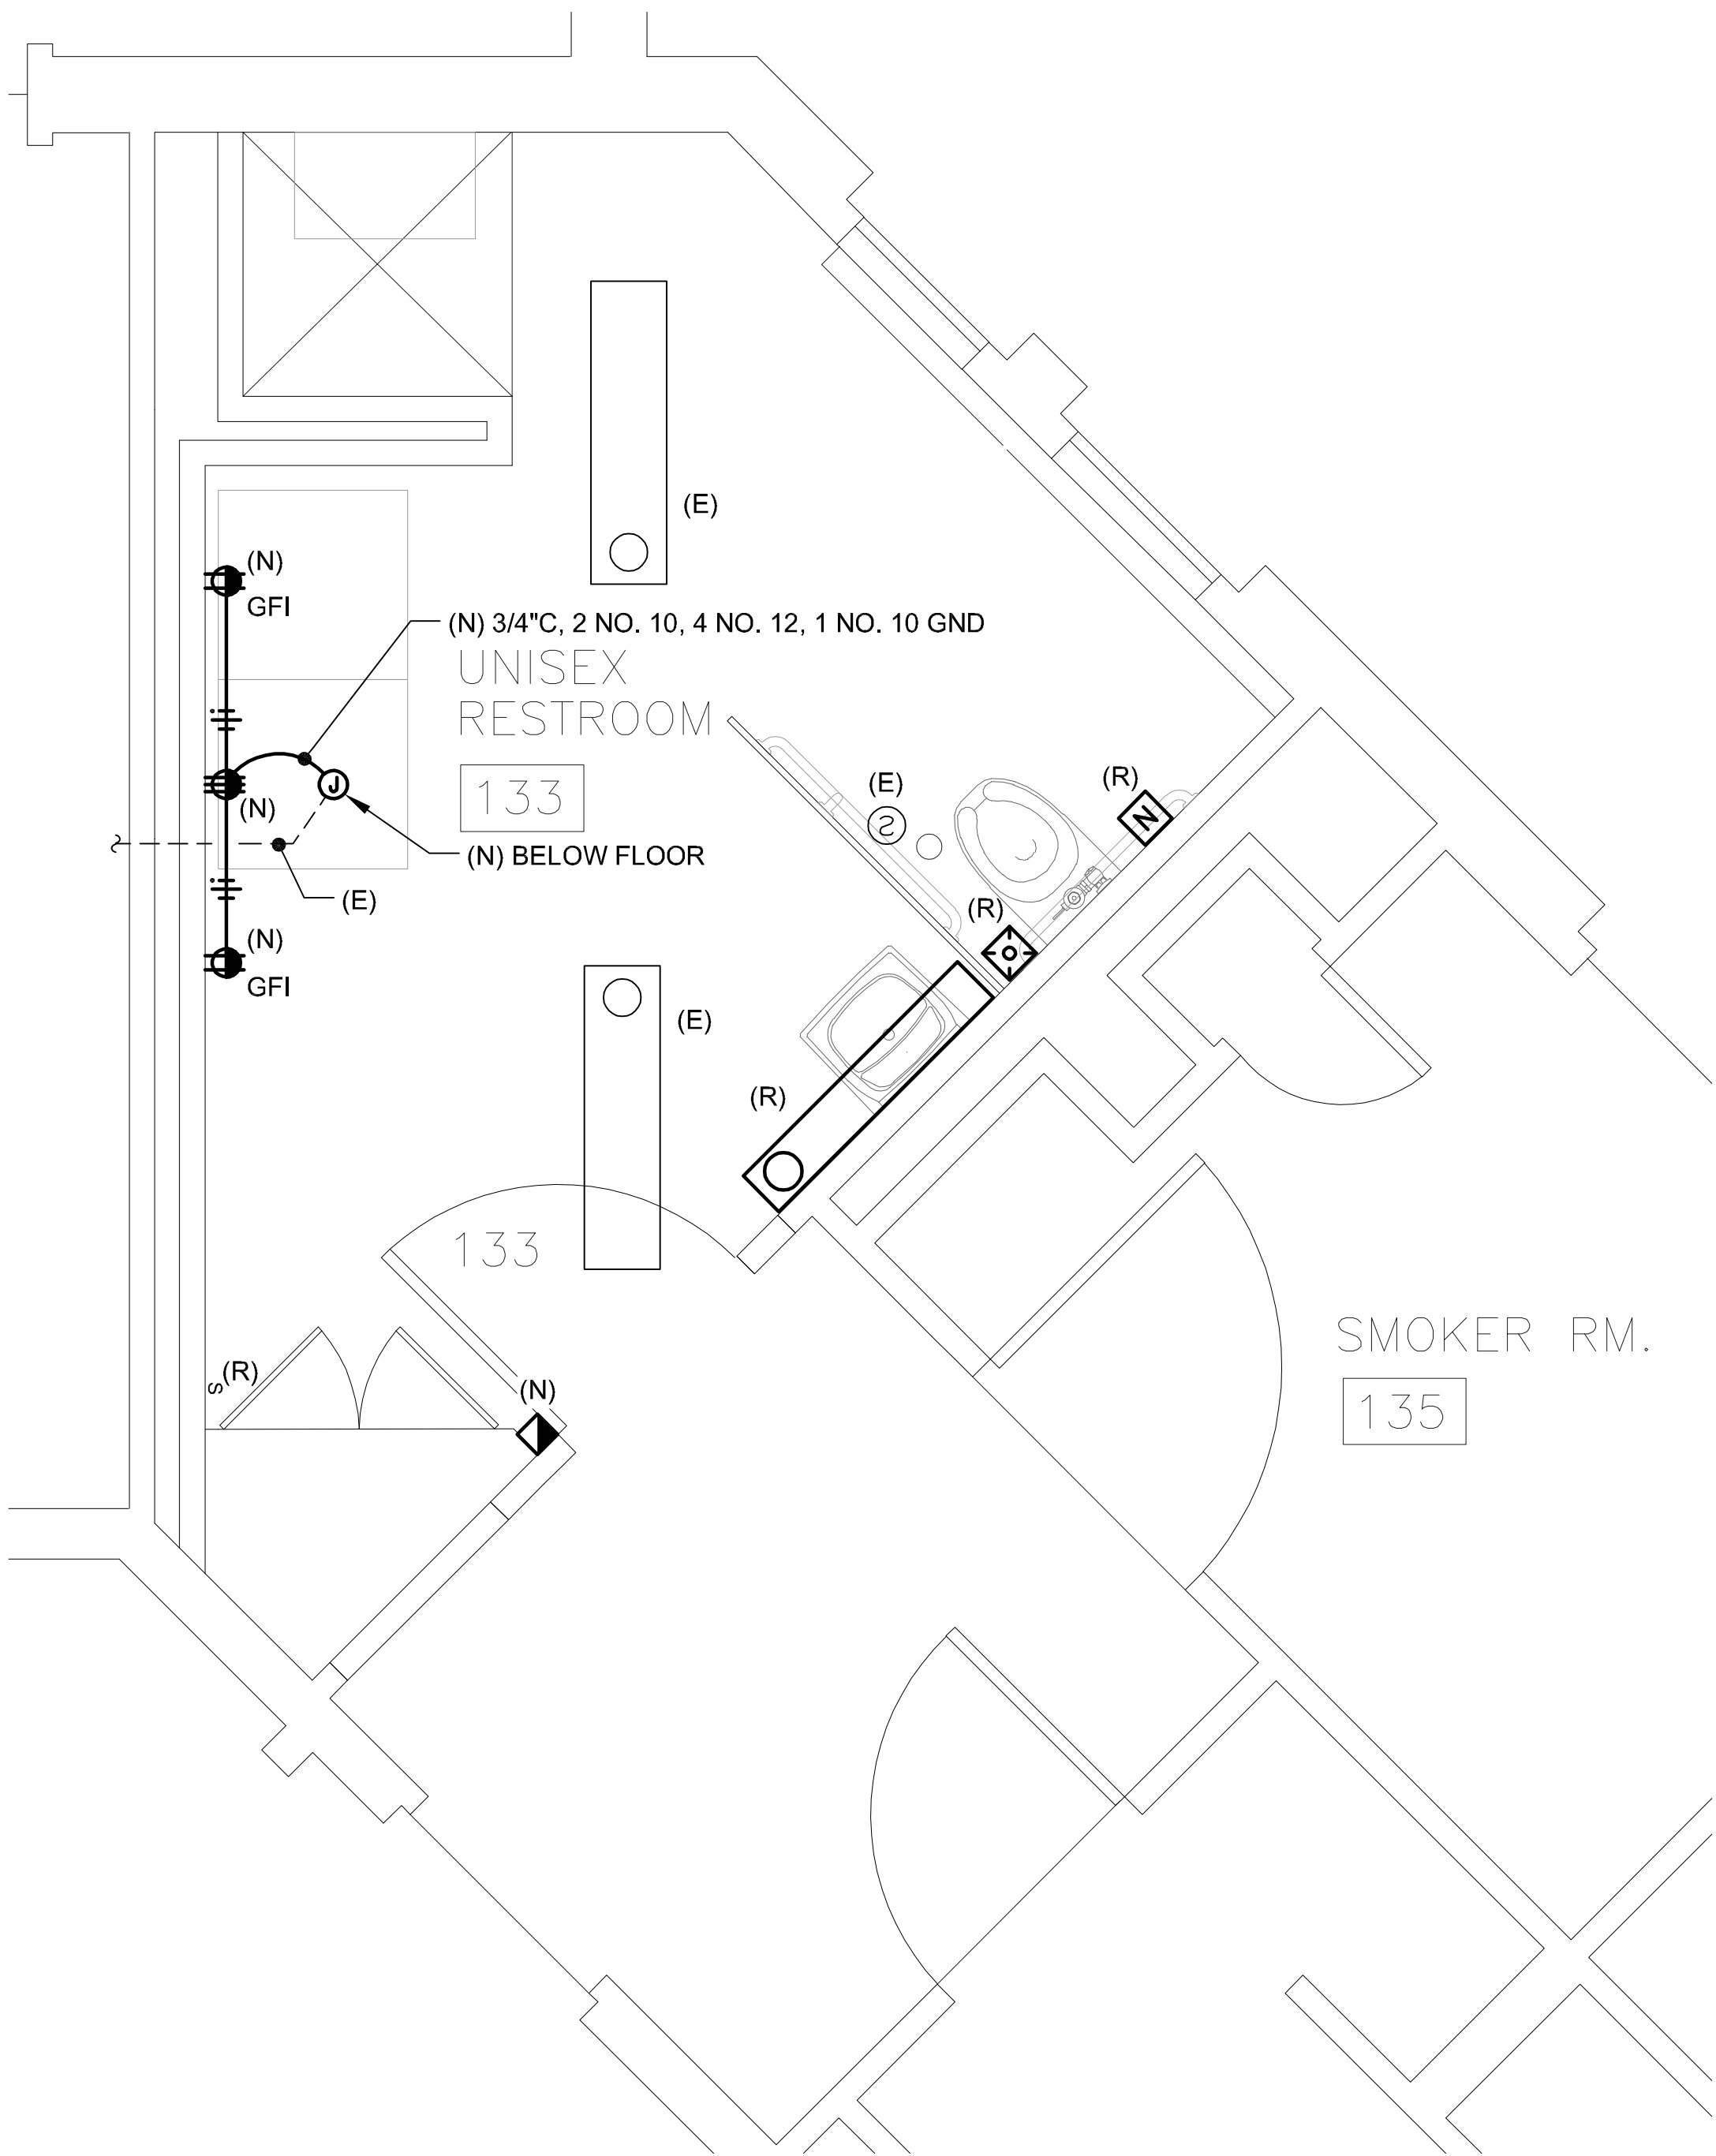 (E)
(N)
GFI
(N) 3/4"C, 2 NO. 10, 4 NO. 12, 1 NO. 10 GND
UNISEX
RESTROOM
133
J
(N)
(N) BELOW FLOOR
(E)
(N)
GFI
(E)
S
(R)
N
(R)
(E)
(R)
133
SMOKER RM.
135
S
(R)
(N)